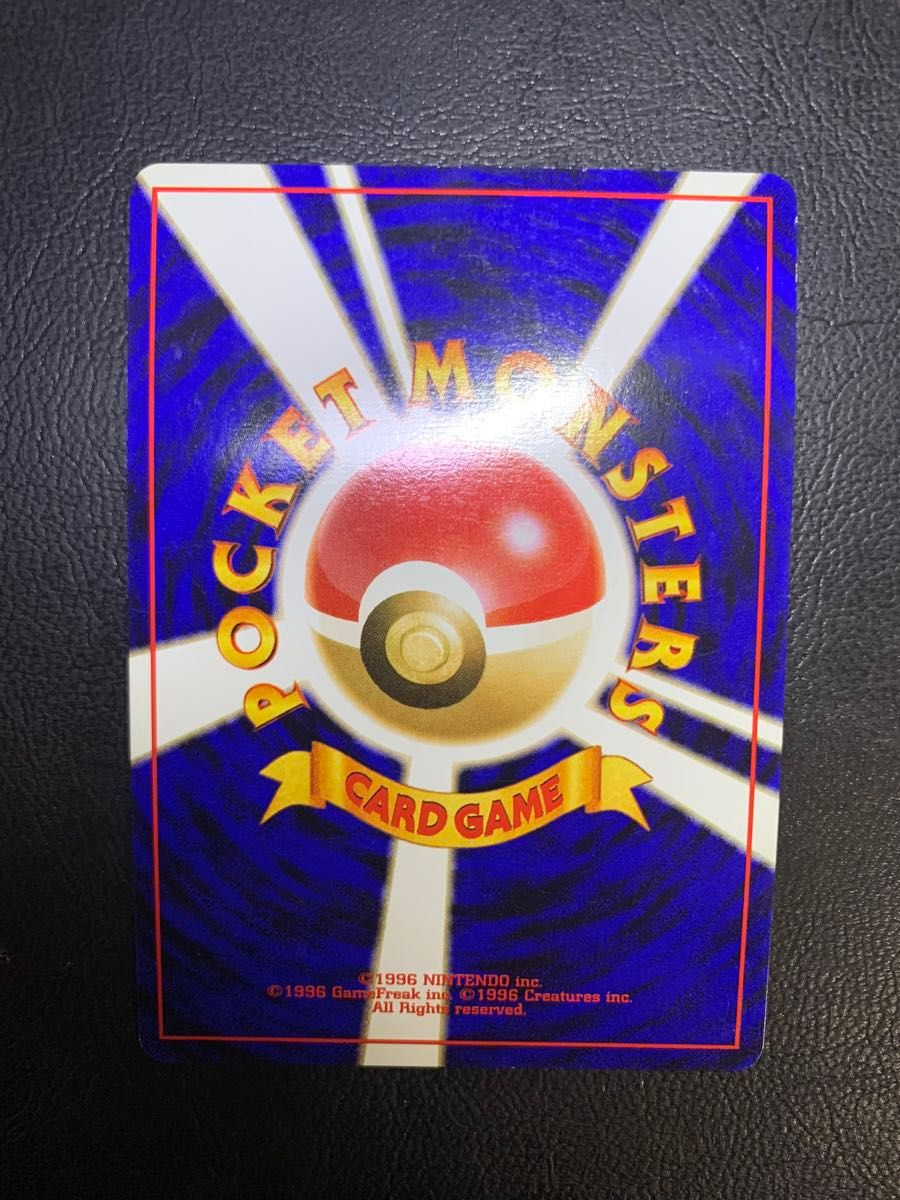 POCKET MONSTERS
CARD GAME
©1996 NINTENDO inc.
©1996 GameFreak inc. ©1996 Creatures inc.
All Rights reserved.